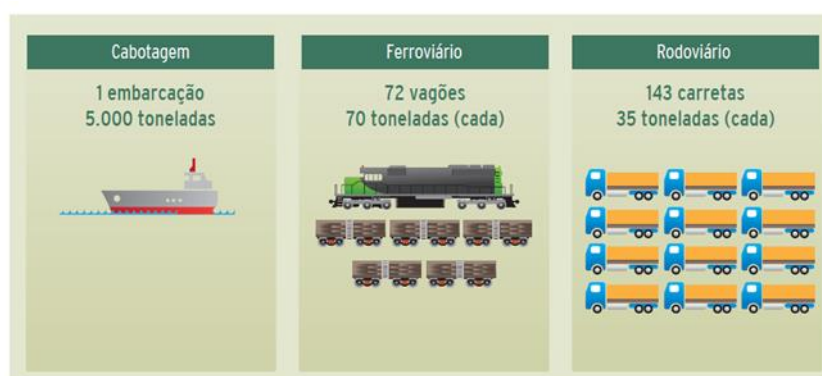 Cabotagem
1 embarcação
5.000 toneladas
Ferroviário
72 vagões
70 toneladas (cada)
Rodoviário
143 carretas
35 toneladas (cada)